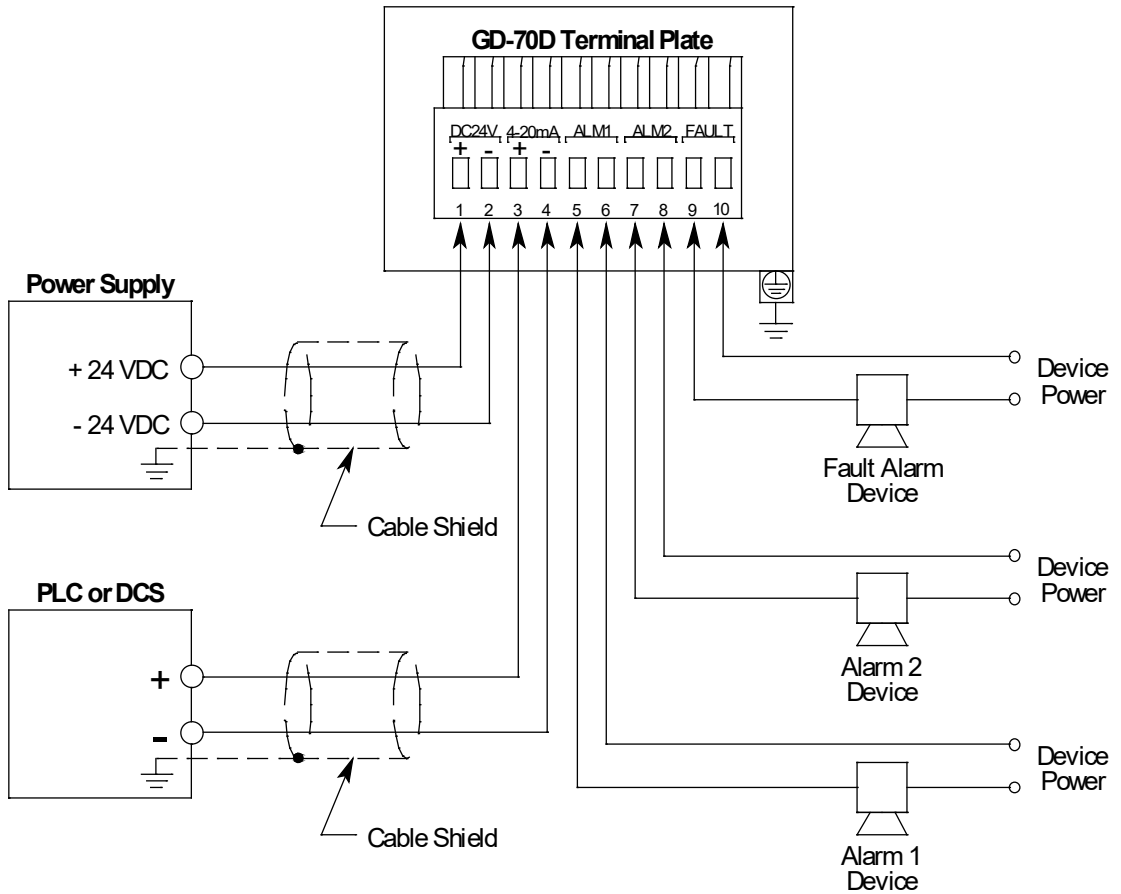 GD-70D Terminal Plate
DC24V 4-20mA ALM1 ALM2 FAULT
+ - + -
1 2 3 4 5 6 7 8 9 10
Power Supply
+ 24 VDC
- 24 VDC
Cable Shield
PLC or DCS
+
-
Cable Shield
Device
Power
Fault Alarm
Device
Device
Power
Alarm 2
Device
Device
Power
Alarm 1
Device